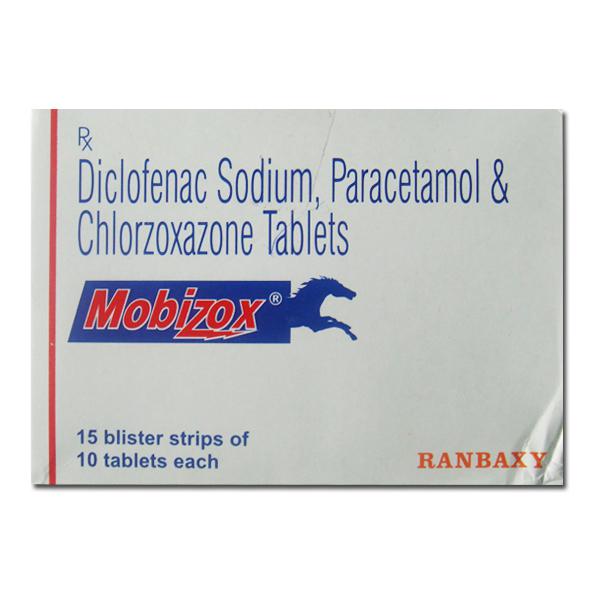 Rx
Diclofenac Sodium, Paracetamol &
Chlorzoxazone Tablets
Mobizox®
15 blister strips of
10 tablets each
RANBAXY